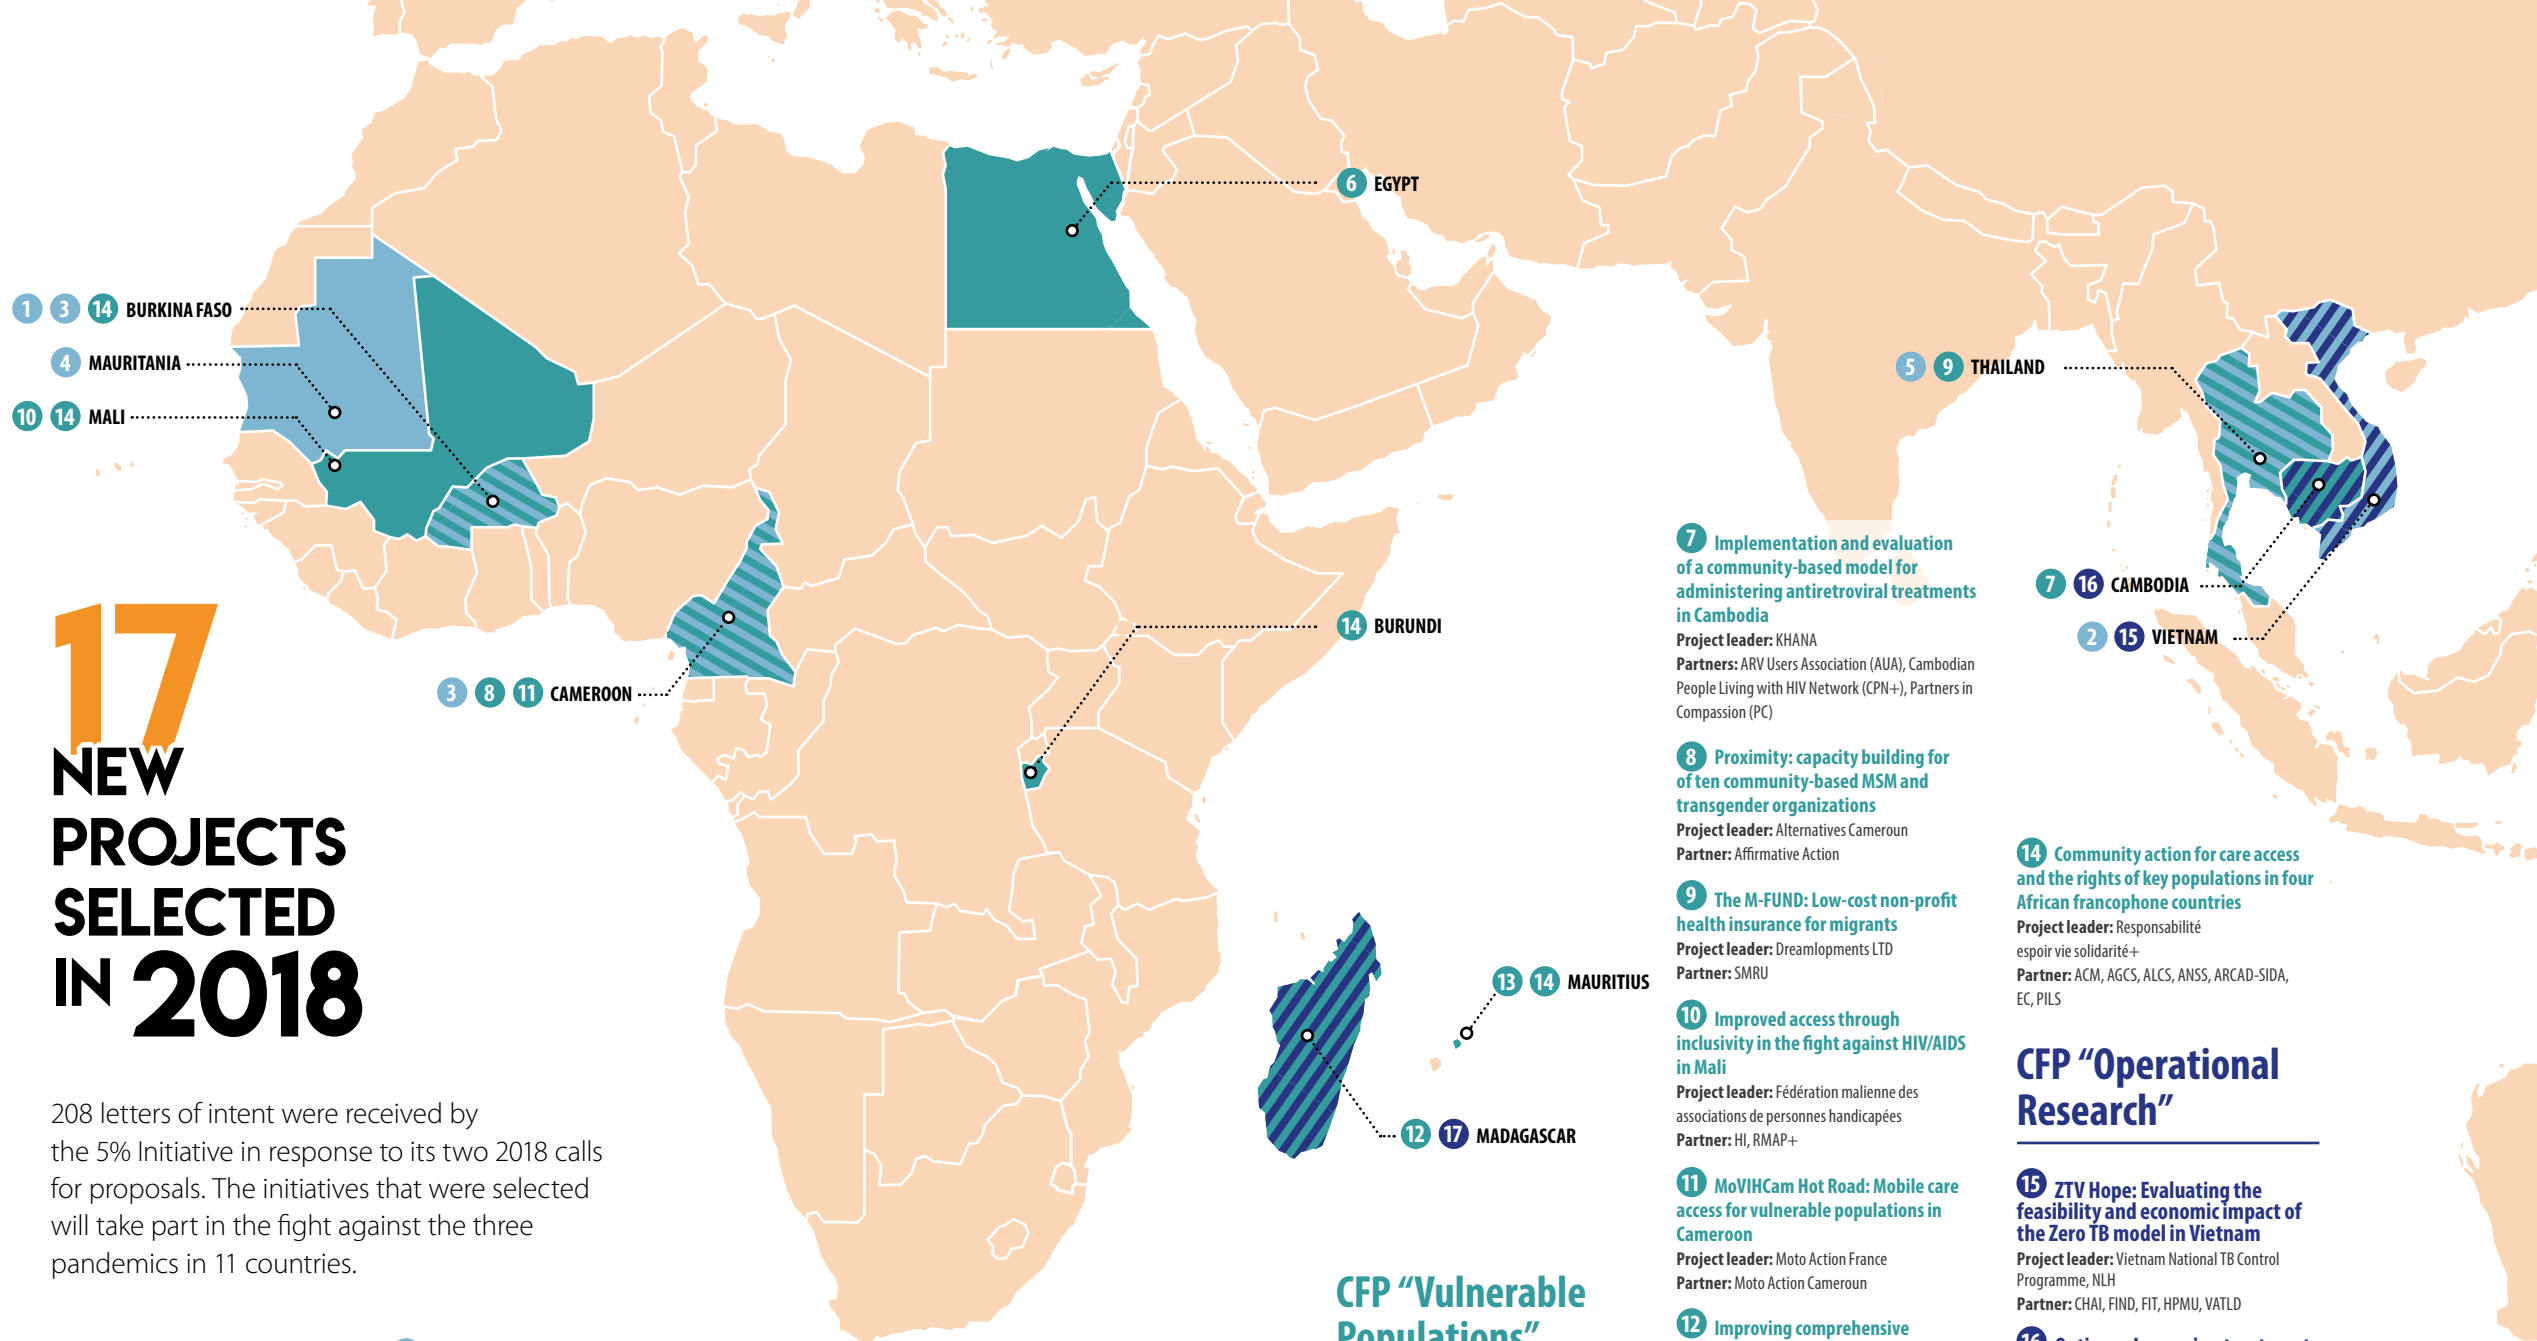 6 EGYPT
1 3 14 BURKINA FASO
4 MAURITANIA
10 14 MALI
5 9 THAILAND
7 16 CAMBODIA
2 15 VIETNAM
14 BURUNDI
3 8 11 CAMEROON
13 14 MAURITIUS
12 17 MADAGASCAR
17
NEW
PROJECTS
SELECTED
IN 2018
208 letters of intent were received by
the 5% Initiative in response to its two 2018 calls
for proposals. The initiatives that were selected
will take part in the fight against the three
pandemics in 11 countries.
CFP “Vulnerable
Populations”
7 Implementation and evaluation
of a community-based model for
administering antiretroviral treatments
in Cambodia
Project leader: KHANA
Partners: ARV Users Association (AUA), Cambodian
People Living with HIV Network (CPN+), Partners in
Compassion (PC)
8 Proximity: capacity building for
of ten community-based MSM and
transgender organizations
Project leader: Alternatives Cameroun
Partner: Affirmative Action
9 The M-FUND: Low-cost non-profit
health insurance for migrants
Project leader: Dreamlopments LTD
Partner: SMRU
10 Improved access through
inclusivity in the fight against HIV/AIDS
in Mali
Project leader: Fédération malienne des
associations de personnes handicapées
Partner: HI, RMAP+
11 MoVIHCam Hot Road: Mobile care
access for vulnerable populations in
Cameroon
Project leader: Moto Action France
Partner: Moto Action Cameroun
12 Improving comprehensive
14 Community action for care access
and the rights of key populations in four
African francophone countries
Project leader: Responsabilité
espoir vie solidarité+
Partner: ACM, AGCS, ALCS, ANSS, ARCAD-SIDA,
EC, PILS
CFP “Operational
Research”
15 ZTV Hope: Evaluating the
feasibility and economic impact of
the Zero TB model in Vietnam
Project leader: Vietnam National TB Control
Programme, NLH
Partner: CHAI, FIND, FIT, HPMU, VATLD
16